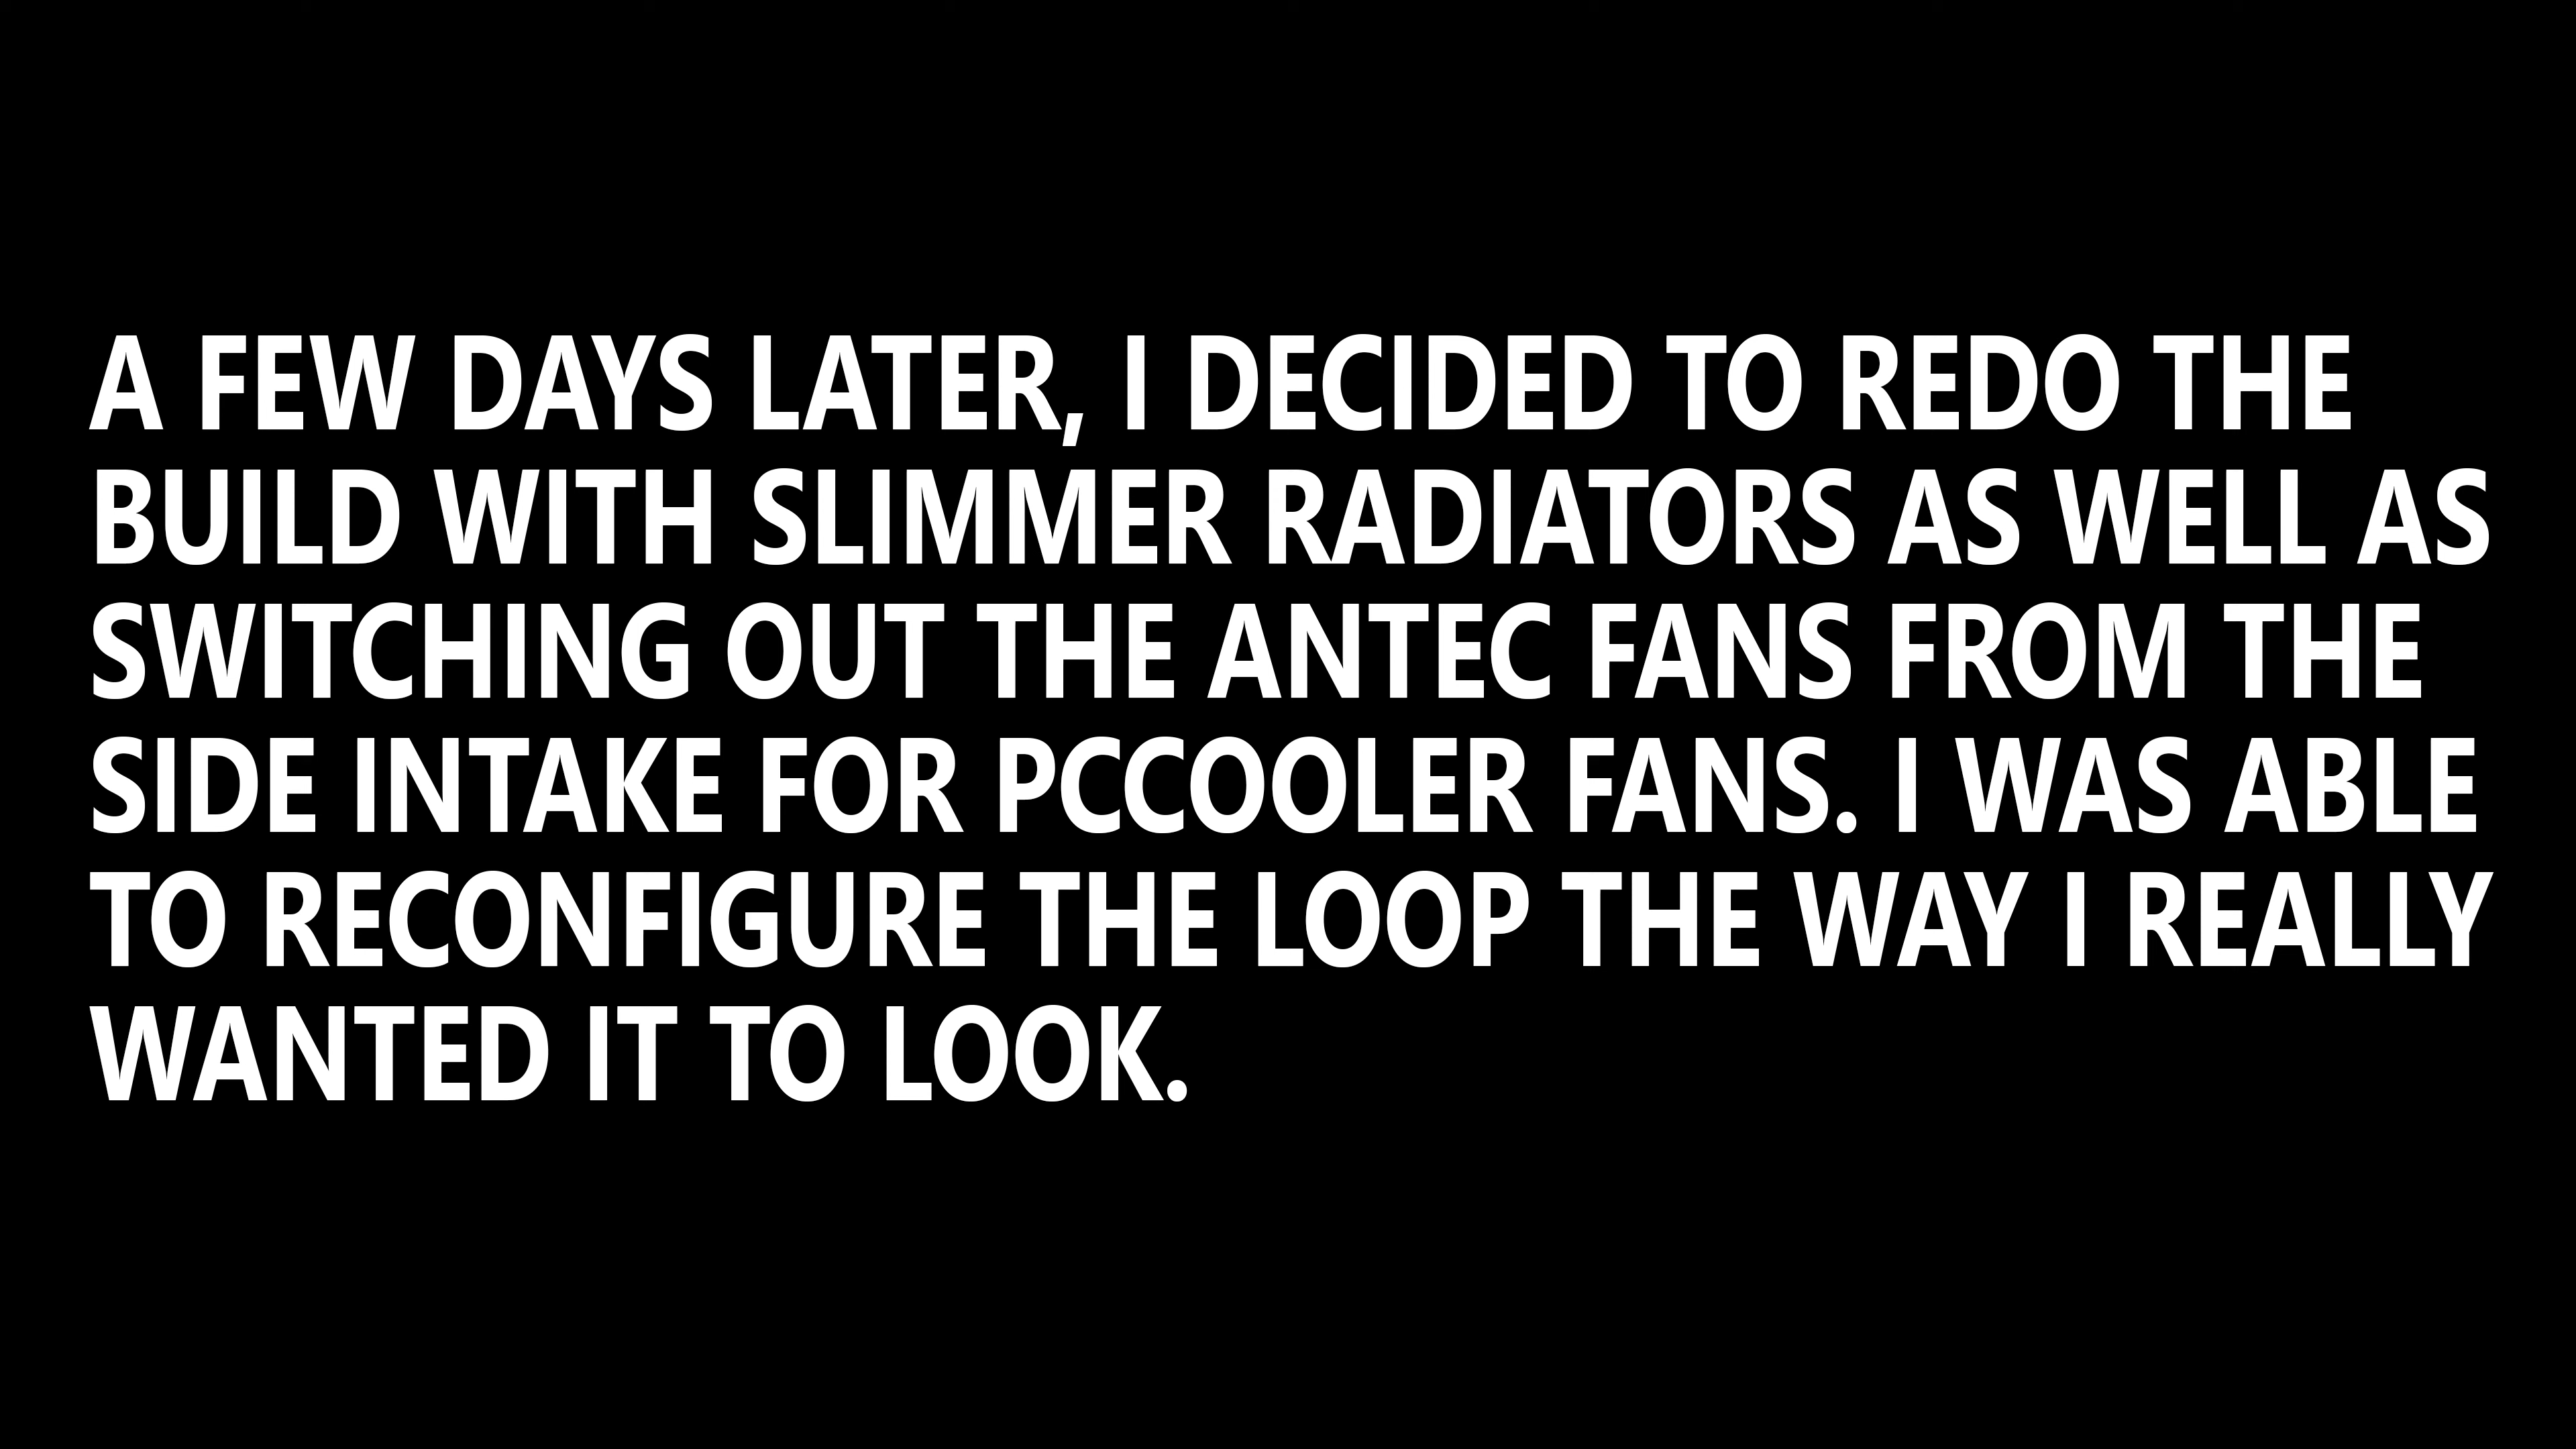 A FEW DAYS LATER, I DECIDED TO REDO THE
BUILD WITH SLIMMER RADIATORS AS WELL AS
SWITCHING OUT THE ANTEC FANS FROM THE
SIDE INTAKE FOR PCCOOLER FANS. I WAS ABLE
TO RECONFIGURE THE LOOP THE WAY I REALLY
WANTED IT TO LOOK.